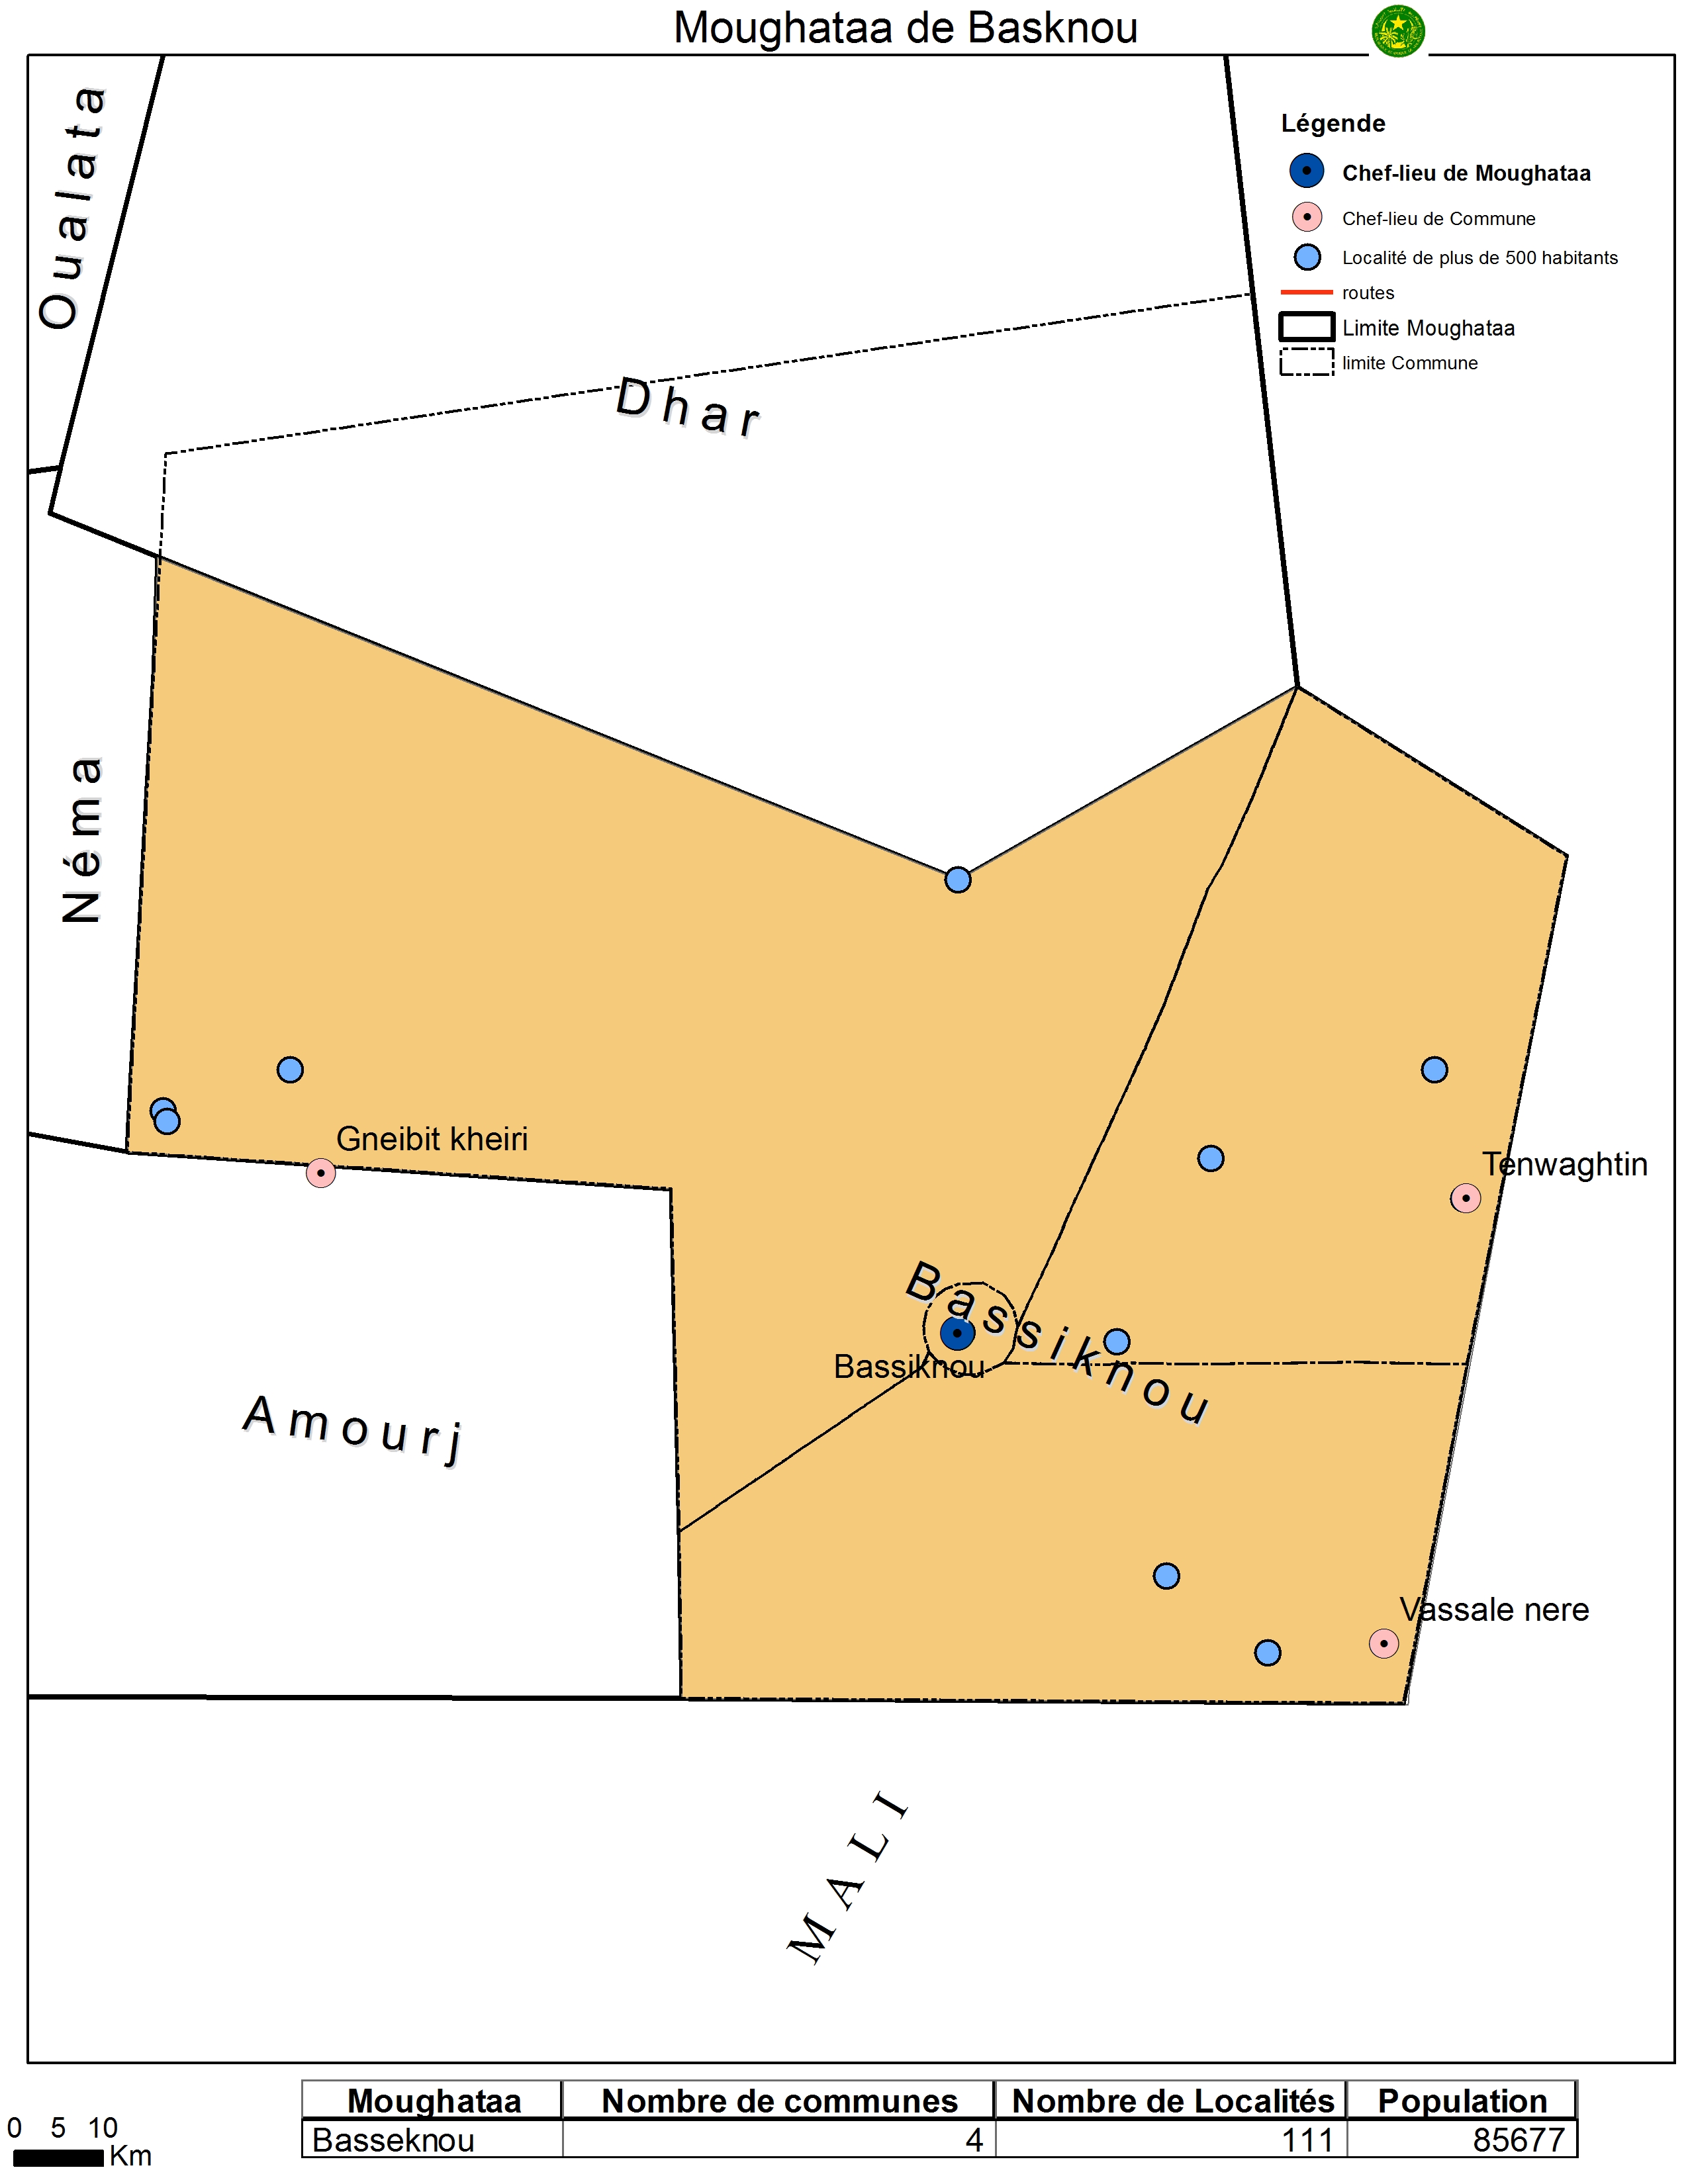 Moughataa de Basknou
Oualata
Légende
Chef-lieu de Moughataa
Chef-lieu de Commune
Localité de plus de 500 habitants
routes
Limite Moughataa
limite Commune
Dhar
Néma
Gneibit kheiri
Tenwaghtin
Bassiknou
Bassiknou
Amourj
Vassale nere
MALI
0 5 10
Km
Moughataa Nombre de communes Nombre de Localités Population
Basseknou 4 111 85677